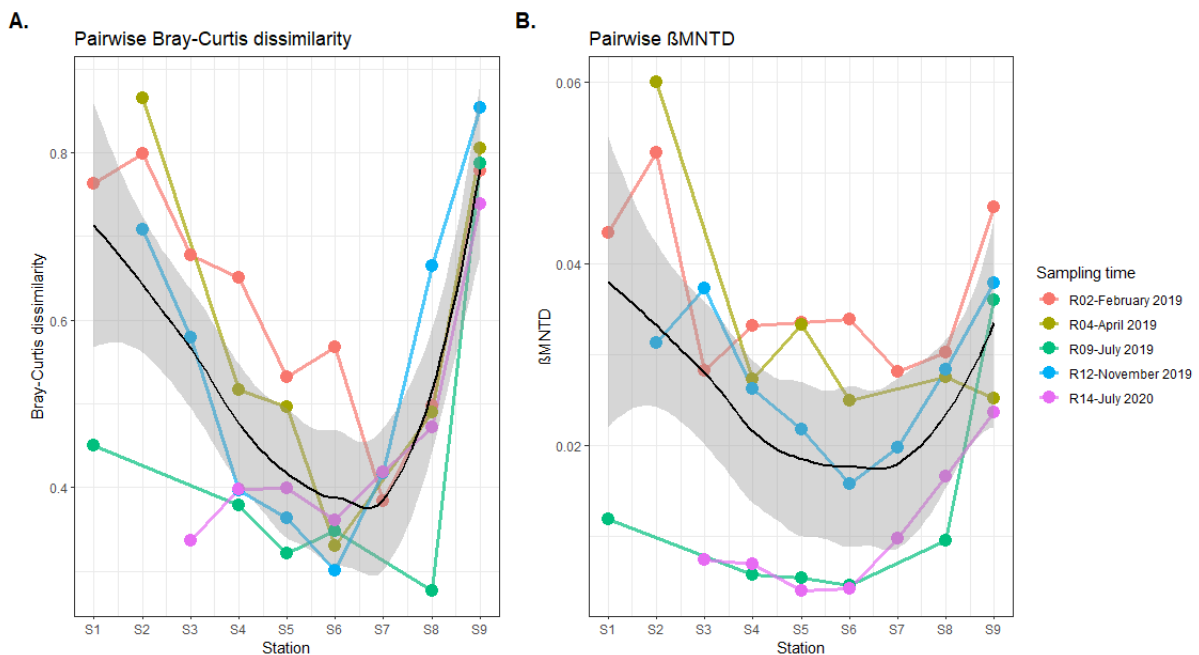 A.
Pairwise Bray-Curtis dissimilarity
Bray-Curtis dissimilarity
0.8
0.6
0.4
S1 S2 S3 S4 S5 S6 S7 S8 S9
Station
B.
Pairwise ßMNTD
ßMNTD
0.06
0.04
0.02
S1 S2 S3 S4 S5 S6 S7 S8 S9
Station
Sampling time
R02-February 2019
R04-April 2019
R09-July 2019
R12-November 2019
R14-July 2020